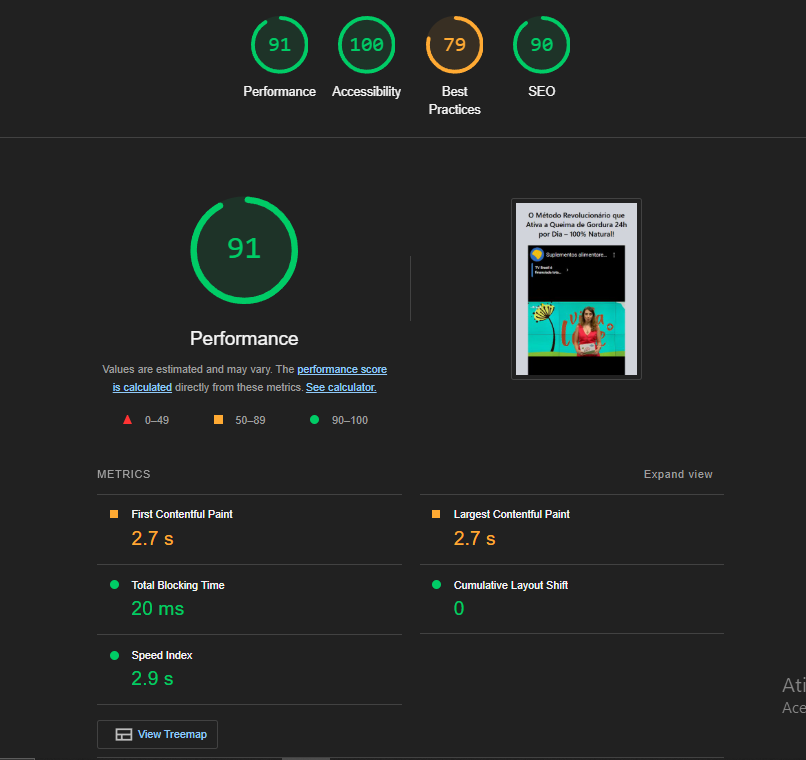 91
100
79
90
Performance
Accessibility
Best
Practices
SEO
91
Performance
Values are estimated and may vary. The performance score
is calculated directly from these metrics. See calculator.
0–49
50–89
90–100
O Método Revolucionário que
Ativa a Queima de Gordura 24h
por Dia – 100% Natural!
Suplementos alimentare...
METRICS
Expand view
First Contentful Paint
2.7 s
Largest Contentful Paint
2.7 s
Total Blocking Time
20 ms
Cumulative Layout Shift
0
Speed Index
2.9 s
View Treemap
Ati
Ace